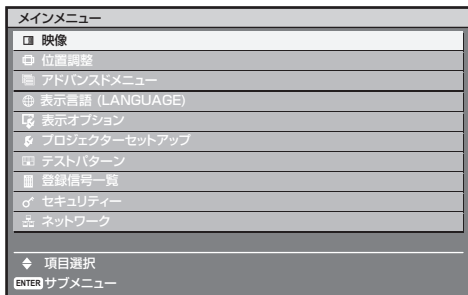 メインメニュー
映像
位置調整
アドバンスドメニュー
表示言語 (LANGUAGE)
表示オプション
プロジェクターセットアップ
テストパターン
登録信号一覧
セキュリティー
ネットワーク
項目選択
ENTER サブメニュー